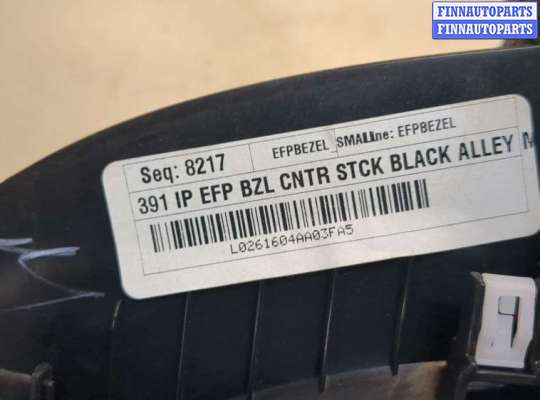 FINNAUTOPARTS
FINNAUTOPARTS
Seq: 8217 EFPBEZEL SMALine: EFPBEZEL
391 IP EFP BZL CNTR STCK BLACK ALLEY
L0261604AA03FA5